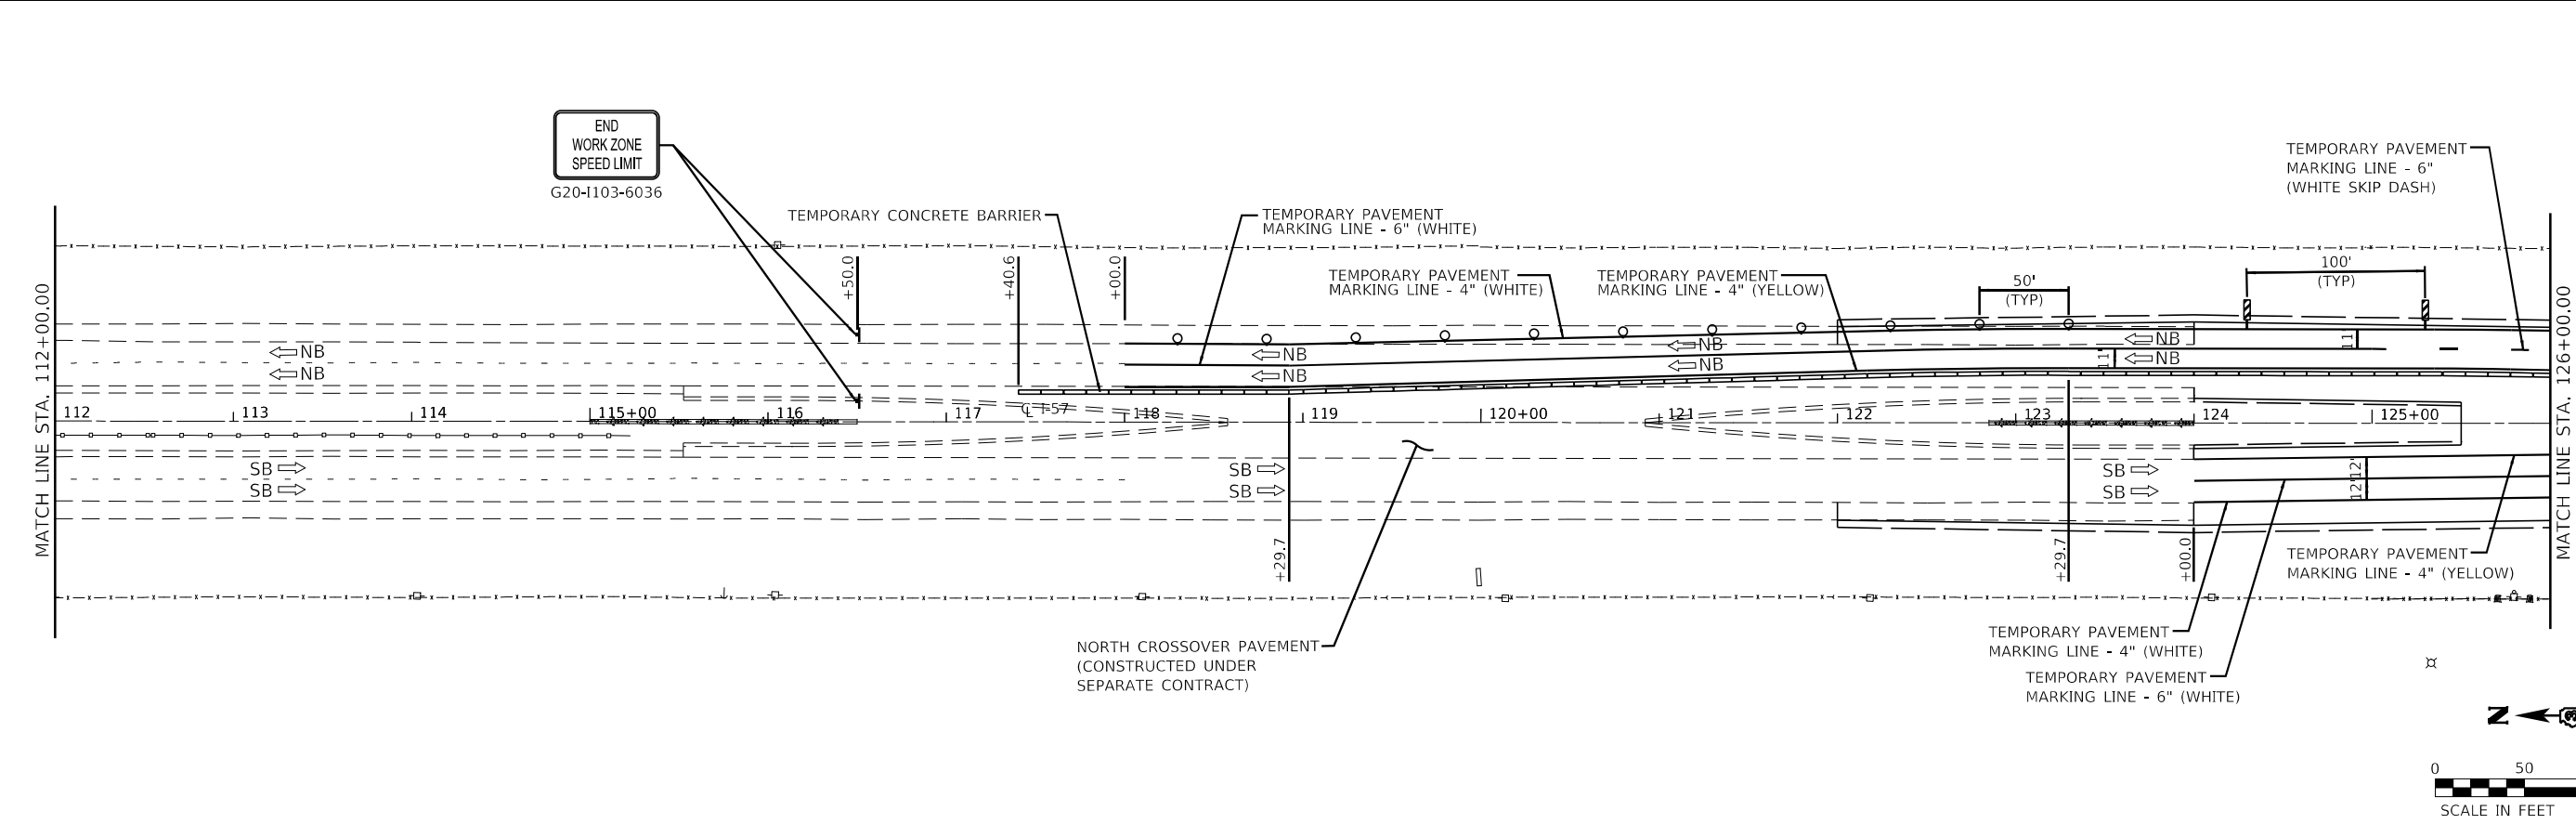 END
WORK ZONE
SPEED LIMIT
G20-I103-6036
TEMPORARY CONCRETE BARRIER
TEMPORARY PAVEMENT
MARKING LINE - 6" (WHITE)
TEMPORARY PAVEMENT
MARKING LINE - 4" (WHITE)
TEMPORARY PAVEMENT
MARKING LINE - 4" (YELLOW)
TEMPORARY PAVEMENT
MARKING LINE - 6"
(WHITE SKIP DASH)
50'
(TYP)
100'
(TYP)
+50.0
+40.6
+00.0
MATCH LINE STA. 112+00.00
MATCH LINE STA. 126+00.00
NB
NB
NB
NB
NB
NB
NB
NB
11'
11'
112
113
114
115+00
116
117
℄ I-57
118
119
120+00
121
122
123
124
125+00
SB
SB
SB
SB
SB
SB
12'
12'
+29.7
+29.7
+00.0
NORTH CROSSOVER PAVEMENT
(CONSTRUCTED UNDER
SEPARATE CONTRACT)
TEMPORARY PAVEMENT
MARKING LINE - 4" (YELLOW)
TEMPORARY PAVEMENT
MARKING LINE - 4" (WHITE)
TEMPORARY PAVEMENT
MARKING LINE - 6" (WHITE)
N
0 50
SCALE IN FEET